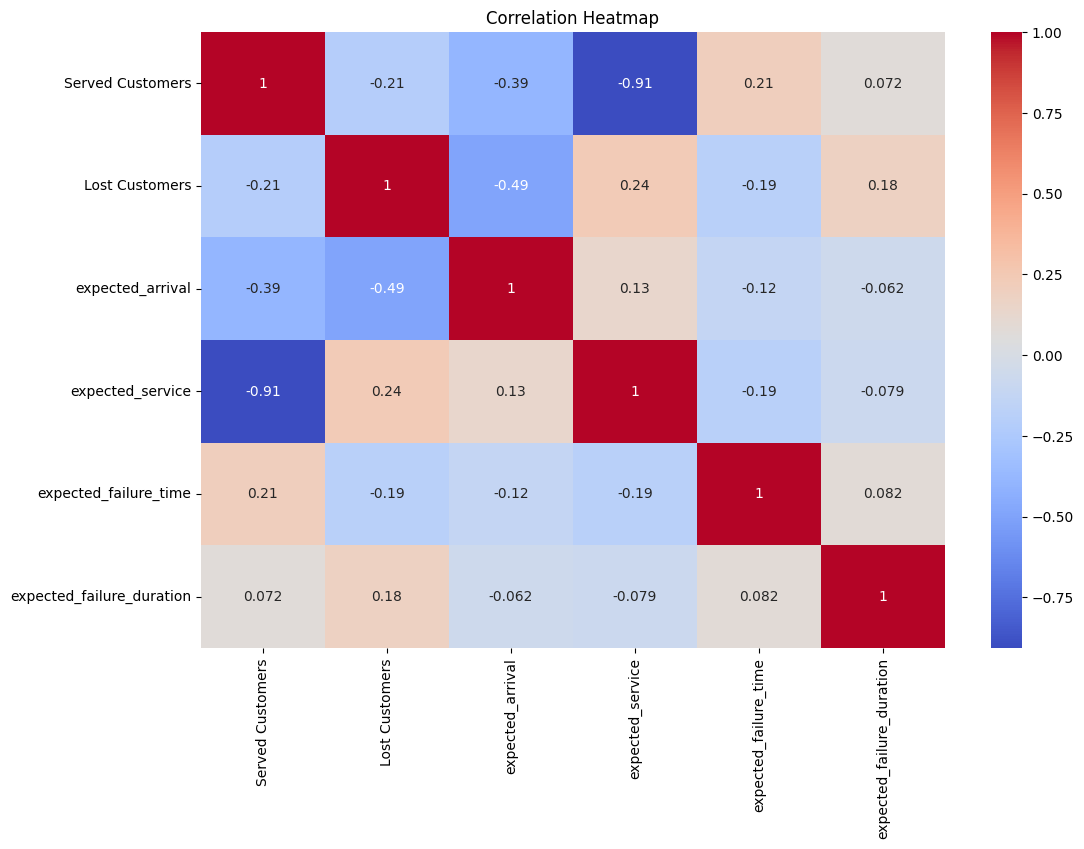 Correlation Heatmap
Served Customers 1 -0.21 -0.39 -0.91 0.21 0.072
Lost Customers -0.21 1 -0.49 0.24 -0.19 0.18
expected_arrival -0.39 -0.49 1 0.13 -0.12 -0.062
expected_service -0.91 0.24 0.13 1 -0.19 -0.079
expected_failure_time 0.21 -0.19 -0.12 -0.19 1 0.082
expected_failure_duration 0.072 0.18 -0.062 -0.079 0.082 1
Served Customers
Lost Customers
expected_arrival
expected_service
expected_failure_time
expected_failure_duration
1.00
0.75
0.50
0.25
0.00
−0.25
−0.50
−0.75